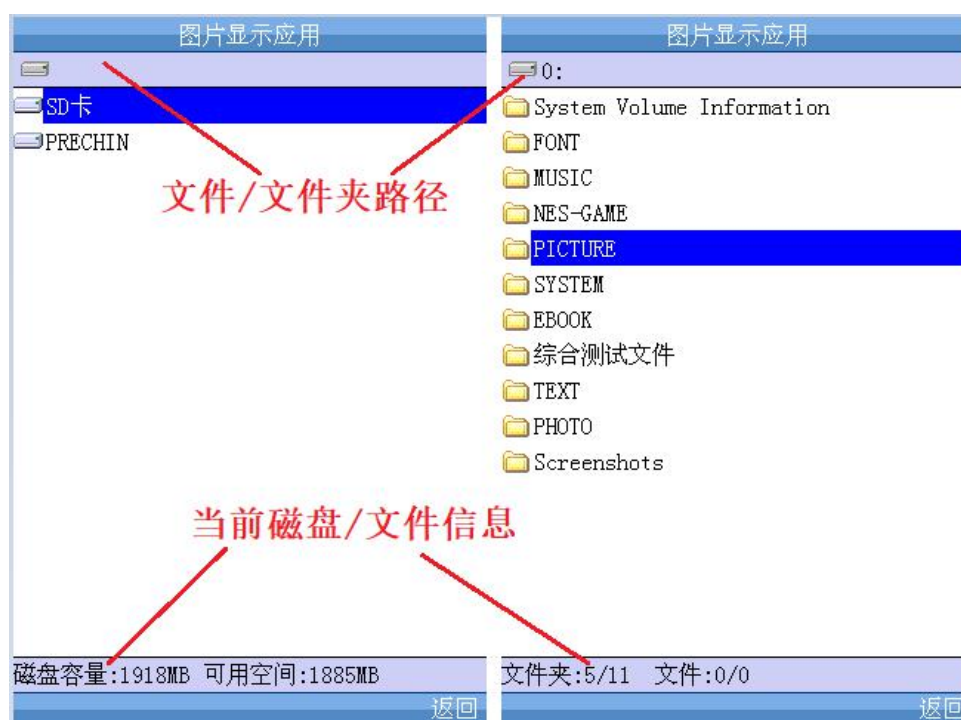 图片显示应用
SD卡
PRECHIN
文件/文件夹路径
当前磁盘/文件信息
磁盘容量:1918MB 可用空间:1885MB
返回
图片显示应用
0:
System Volume Information
FONT
MUSIC
NES-GAME
PICTURE
SYSTEM
EBOOK
综合测试文件
TEXT
PHOTO
Screenshots
文件夹:5/11 文件:0/0
返回